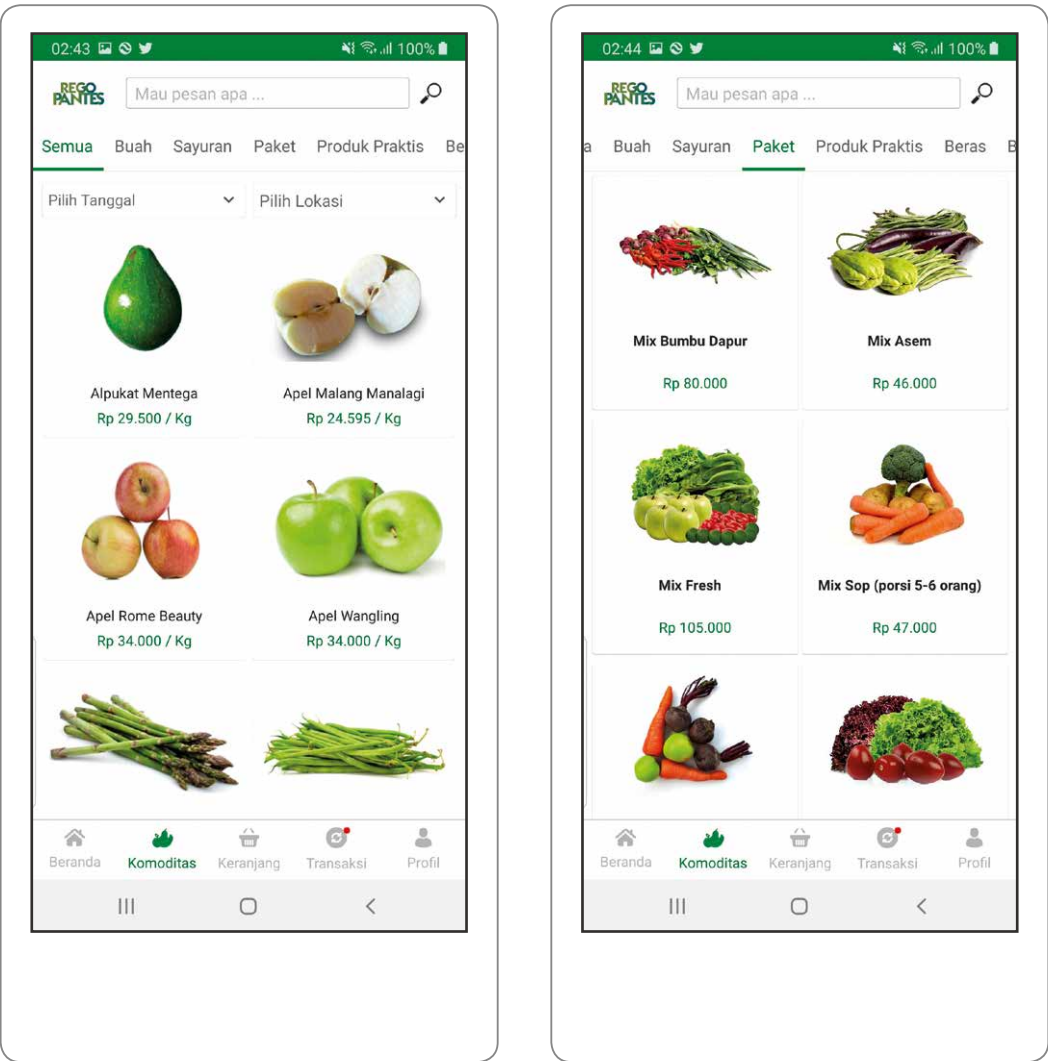 02:43 100%
REGO
PANTES
Mau pesan apa ...
Semua Buah Sayuran Paket Produk Praktis Be
Pilih Tanggal Pilih Lokasi
Alpukat Mentega Apel Malang Manalagi
Rp 29.500 / Kg Rp 24.595 / Kg
Apel Rome Beauty Apel Wangling
Rp 34.000 / Kg Rp 34.000 / Kg
Beranda Komoditas Keranjang Transaksi Profil
02:44 100%
REGO
PANTES
Mau pesan apa ...
a Buah Sayuran Paket Produk Praktis Beras B
Mix Bumbu Dapur Mix Asem
Rp 80.000 Rp 46.000
Mix Fresh Mix Sop (porsi 5-6 orang)
Rp 105.000 Rp 47.000
Beranda Komoditas Keranjang Transaksi Profil